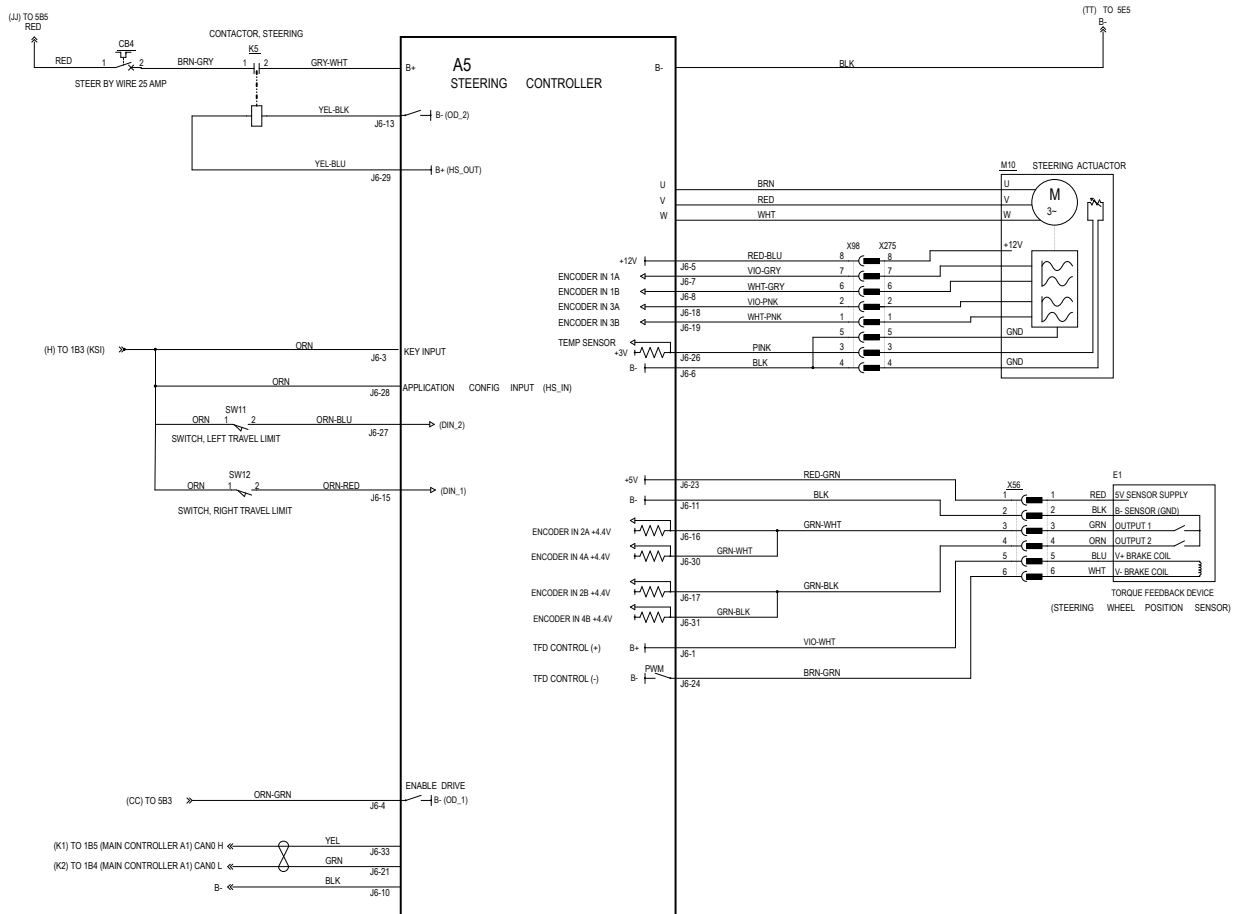 (JJ) TO 5B5
RED
(TT) TO 5E5
B-
CONTACTOR, STEERING
CB4
K5
RED 1 2 BRN-GRY 1 2 GRY-WHT B+
STEER BY WIRE 25 AMP
A5
STEERING CONTROLLER
B- BLK
YEL-BLK
J6-13 B- (OD_2)
YEL-BLU
J6-29 B+ (HS_OUT)
M10 STEERING ACTUACTOR
U BRN U
V RED V
W WHT W
M
3~
X98 X275
+12V
+12V J6-5 RED-BLU 8 8
ENCODER IN 1A J6-7 VIO-GRY 7 7
ENCODER IN 1B J6-8 WHT-GRY 6 6
ENCODER IN 3A J6-18 VIO-PNK 2 2
ENCODER IN 3B J6-19 WHT-PNK 1 1
5 5 GND
TEMP SENSOR
+3V J6-26 PINK 3 3
B- J6-6 BLK 4 4 GND
(H) TO 1B3 (KSI) ORN J6-3 KEY INPUT
ORN J6-28 APPLICATION CONFIG INPUT (HS_IN)
SW11
ORN 1 2 ORN-BLU J6-27 (DIN_2)
SWITCH, LEFT TRAVEL LIMIT
SW12
ORN 1 2 ORN-RED J6-15 (DIN_1)
SWITCH, RIGHT TRAVEL LIMIT
X56
E1
+5V J6-23 RED-GRN 1 1 RED 5V SENSOR SUPPLY
B- J6-11 BLK 2 2 BLK B- SENSOR (GND)
ENCODER IN 2A +4.4V J6-16 GRN-WHT 3 3 GRN OUTPUT 1
ENCODER IN 4A +4.4V J6-30 GRN-WHT 4 4 ORN OUTPUT 2
5 5 BLU V+ BRAKE COIL
6 6 WHT V- BRAKE COIL
ENCODER IN 2B +4.4V J6-17 GRN-BLK
ENCODER IN 4B +4.4V J6-31 GRN-BLK
TORQUE FEEDBACK DEVICE
(STEERING WHEEL POSITION SENSOR)
TFD CONTROL (+) B+ J6-1 VIO-WHT
TFD CONTROL (-) B- PWM J6-24 BRN-GRN
ENABLE DRIVE
(CC) TO 5B3 ORN-GRN J6-4 B- (OD_1)
(K1) TO 1B5 (MAIN CONTROLLER A1) CAN0 H YEL J6-33
(K2) TO 1B4 (MAIN CONTROLLER A1) CAN0 L GRN J6-21
B- BLK J6-10